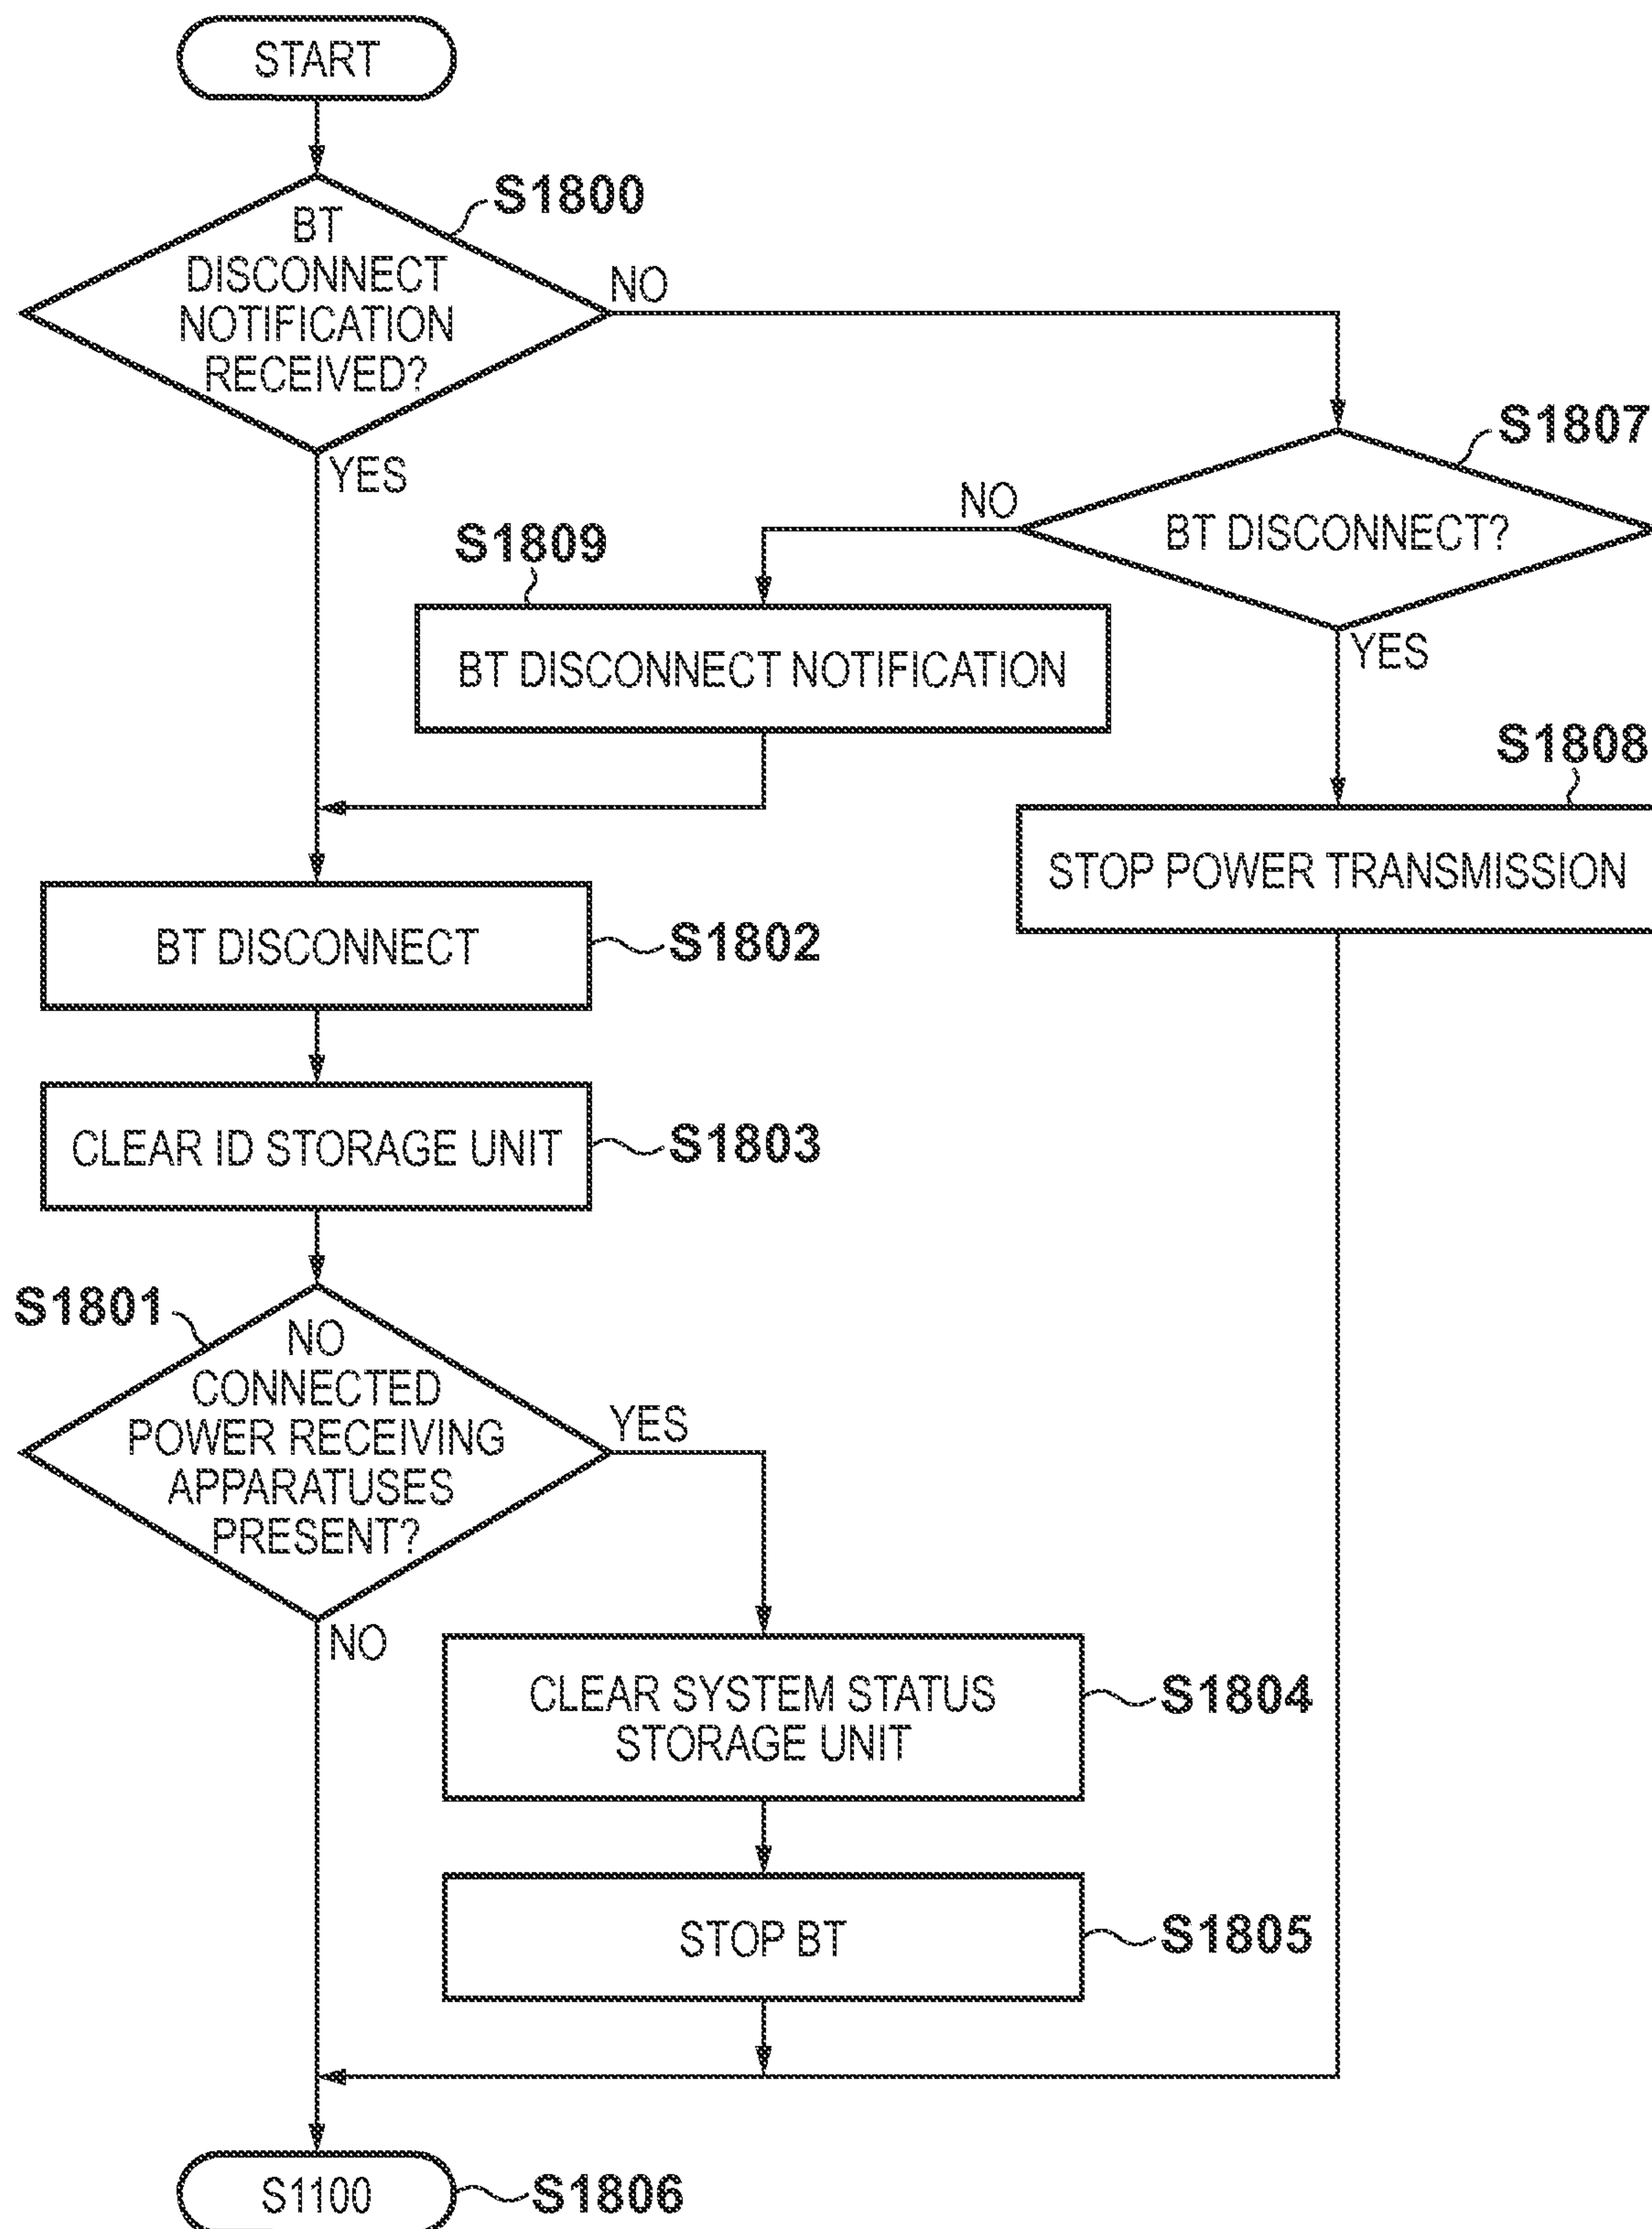 START
S1800
BT
DISCONNECT
NOTIFICATION
RECEIVED?
NO
YES
S1807
BT DISCONNECT?
NO
YES
S1809
BT DISCONNECT NOTIFICATION
S1808
STOP POWER TRANSMISSION
BT DISCONNECT
S1802
CLEAR ID STORAGE UNIT
S1803
S1801
NO
CONNECTED
POWER RECEIVING
APPARATUSES
PRESENT?
YES
NO
CLEAR SYSTEM STATUS
STORAGE UNIT
S1804
STOP BT
S1805
S1100
S1806